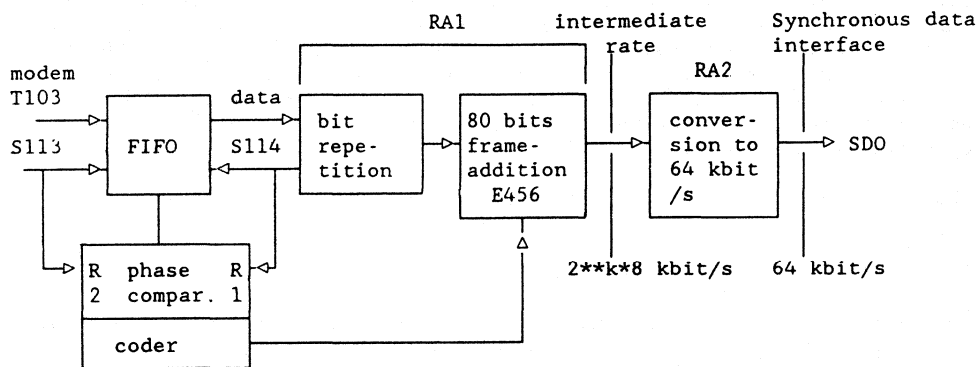 RA1
intermediate
rate
Synchronous data
interface
modem
T103
data
RA2
S113
FIFO
S114
bit
repe-
tition
80 bits
frame-
addition
E456
conver-
sion to
64 kbit
/s
SDO
R phase R
2 compar. 1
coder
2**k*8 kbit/s
64 kbit/s